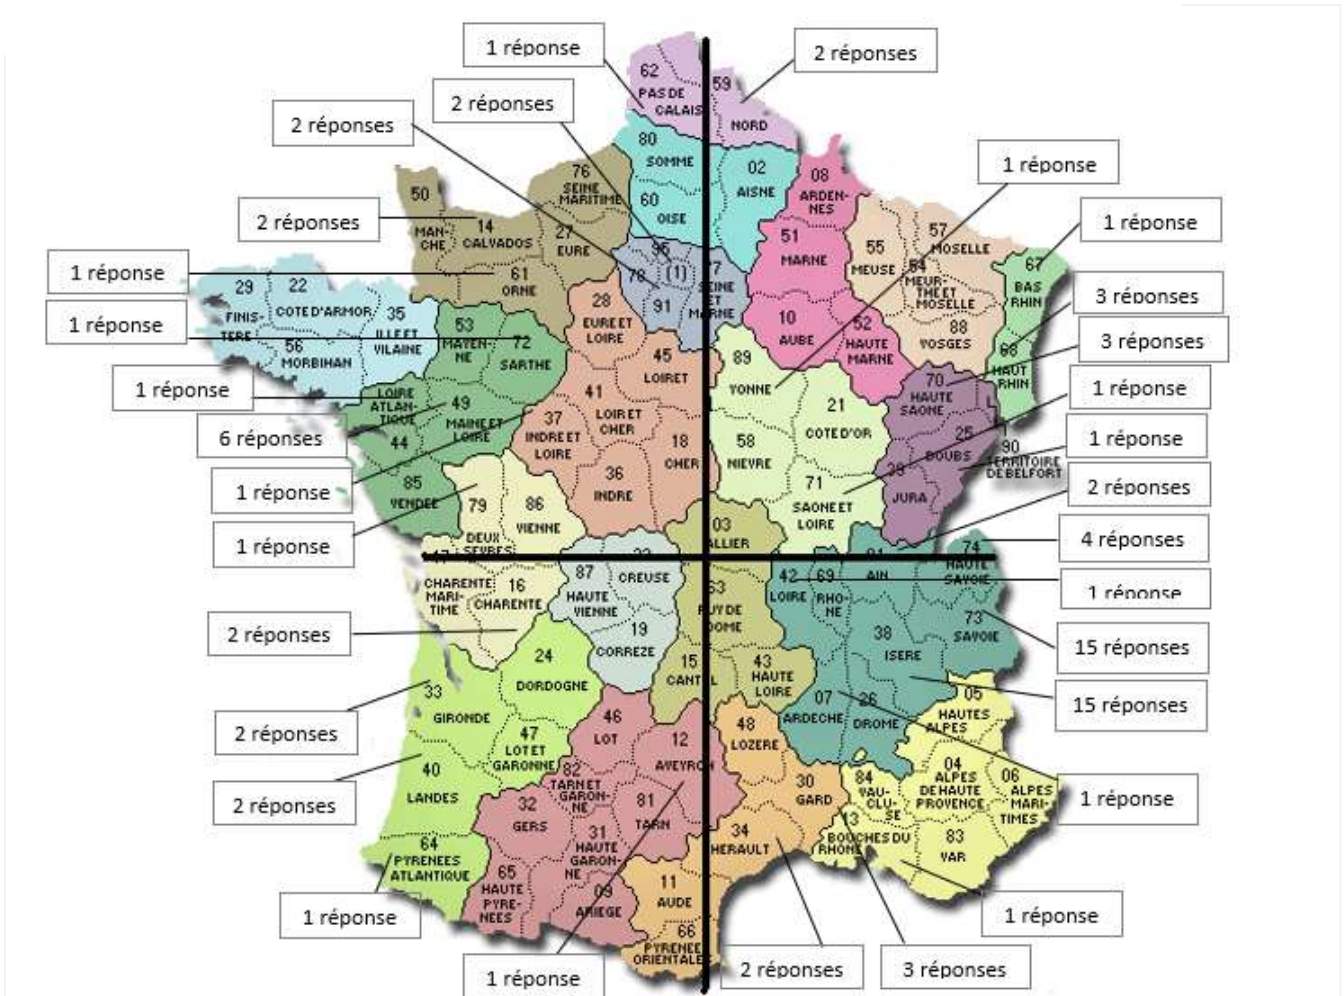 1 réponse
2 réponses
2 réponses
2 réponses
1 réponse
2 réponses
1 réponse
1 réponse
1 réponse
1 réponse
3 réponses
3 réponses
1 réponse
6 réponses
1 réponse
1 réponse
1 réponse
2 réponses
4 réponses
1 réponse
2 réponses
15 réponses
15 réponses
2 réponses
2 réponses
1 réponse
1 réponse
1 réponse
1 réponse
2 réponses
3 réponses
62
PAS DE
CALAIS
59
NORD
80
SOMME
02
AISNE
60
OISE
76
SEINE
MARITIME
27
EURE
50
MAN-
CHE
14
CALVADOS
61
ORNE
08
ARDEN-
NES
51
MARNE
10
AUBE
52
HAUTE
MARNE
55
MEUSE
57
MOSELLE
54
MEUR-
THE ET
MOSELLE
88
VOSGES
67
BAS
RHIN
68
HAUT
RHIN
95
78
(1)
91
SEINE
ET
MARNE
29
FINIS-
TERE
22
COTE D'ARMOR
35
ILLE ET
VILAINE
56
MORBIHAN
53
MAYEN-
NE
72
SARTHE
LOIRE
ATLAN-
TIQUE
44
49
MAINE ET
LOIRE
85
VENDEE
28
EURE ET
LOIRE
45
LOIRET
41
LOIR ET
CHER
37
INDRE ET
LOIRE
18
CHER
36
INDRE
89
YONNE
21
COTE D'OR
58
NIEVRE
71
SAONE ET
LOIRE
70
HAUTE
SAONE
25
DOUBS
39
JURA
90
TERRITOIRE
DE BELFORT
79
DEUX
SEVRES
86
VIENNE
CHARENTE
MARI-
TIME
16
CHARENTE
87
HAUTE
VIENNE
CREUSE
19
CORREZE
03
ALLIER
63
PUY DE
DOME
15
CANTAL
43
HAUTE
LOIRE
42
LOIRE
69
RHO-
NE
AIN
74
HAUTE
SAVOIE
73
SAVOIE
38
ISERE
07
ARDECHE
26
DROME
24
DORDOGNE
33
GIRONDE
47
LOT ET
GARONNE
40
LANDES
64
PYRENEES
ATLANTIQUE
46
LOT
12
AVEYRON
82
TARN ET
GARON-
NE
81
TARN
32
GERS
31
HAUTE
GARON-
NE
65
HAUTE
PYRE-
NEES
09
ARIEGE
48
LOZERE
30
GARD
34
HERAULT
11
AUDE
66
PYRENEE
ORIENTALES
05
HAUTES
ALPES
04
ALPES
DE HAUTE
PROVENCE
06
ALPES
MARI-
TIMES
84
VAU-
CLU-
SE
13
BOUCHES DU
RHONE
83
VAR